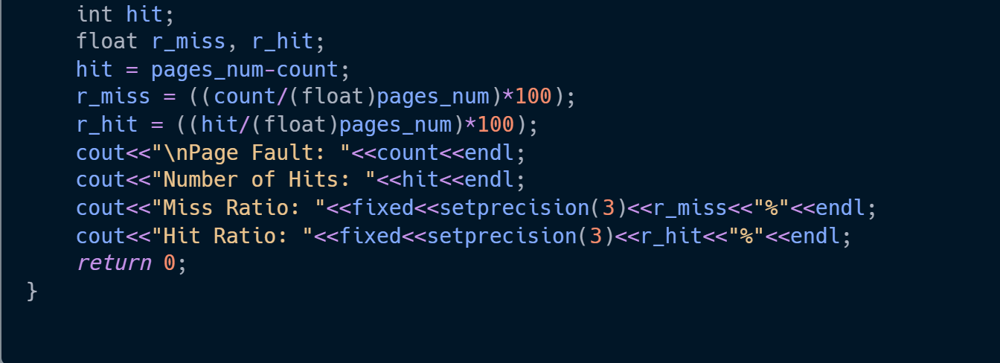 int hit;
float r_miss, r_hit;
hit = pages_num-count;
r_miss = ((count/(float)pages_num)*100);
r_hit = ((hit/(float)pages_num)*100);
cout<<"\nPage Fault: "<<count<<endl;
cout<<"Number of Hits: "<<hit<<endl;
cout<<"Miss Ratio: "<<fixed<<setprecision(3)<<r_miss<<"%"<<endl;
cout<<"Hit Ratio: "<<fixed<<setprecision(3)<<r_hit<<"%"<<endl;
return 0;
}